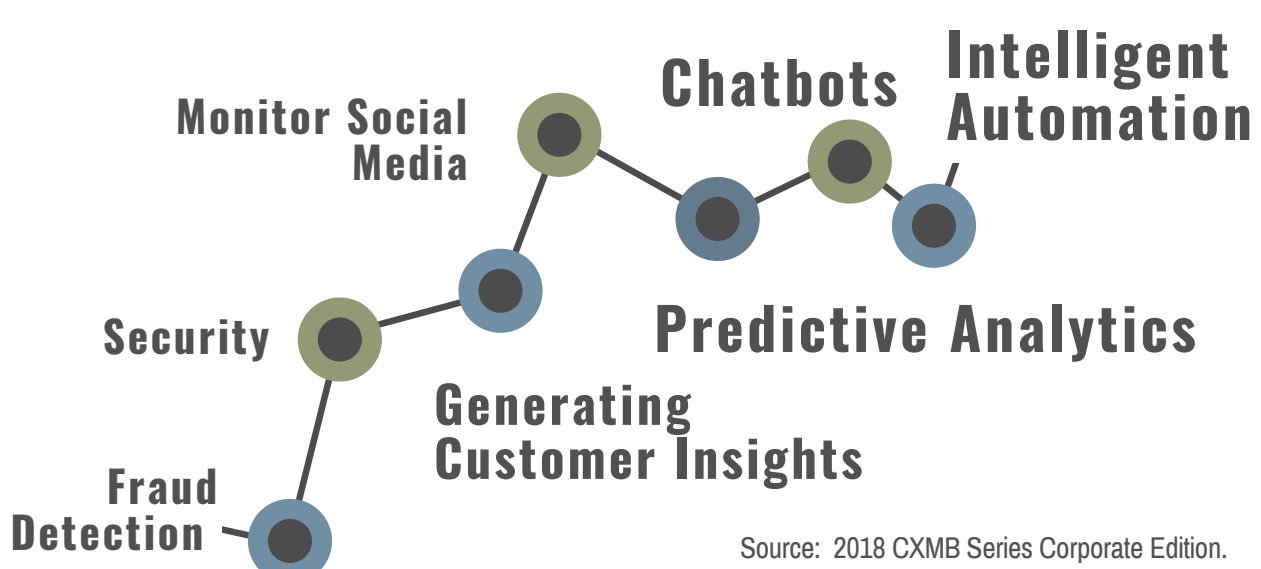 Intelligent
Automation
Chatbots
Monitor Social
Media
Predictive Analytics
Security
Generating
Customer Insights
Fraud
Detection
Source: 2018 CXMB Series Corporate Edition.